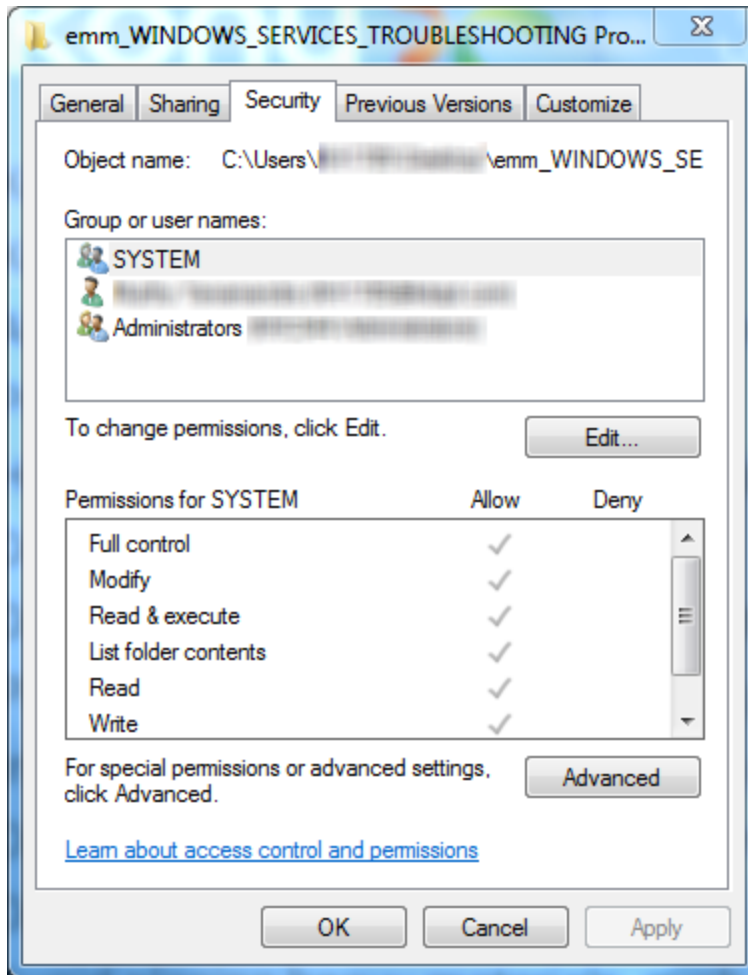 emm_WINDOWS_SERVICES_TROUBLESHOOTING Pro...
General Sharing Security Previous Versions Customize
Object name: C:\Users\ \emm_WINDOWS_SE
Group or user names:
SYSTEM
Administrators
To change permissions, click Edit.
Edit...
Permissions for SYSTEM Allow Deny
Full control
Modify
Read & execute
List folder contents
Read
Write
For special permissions or advanced settings,
click Advanced.
Advanced
Learn about access control and permissions
OK Cancel Apply